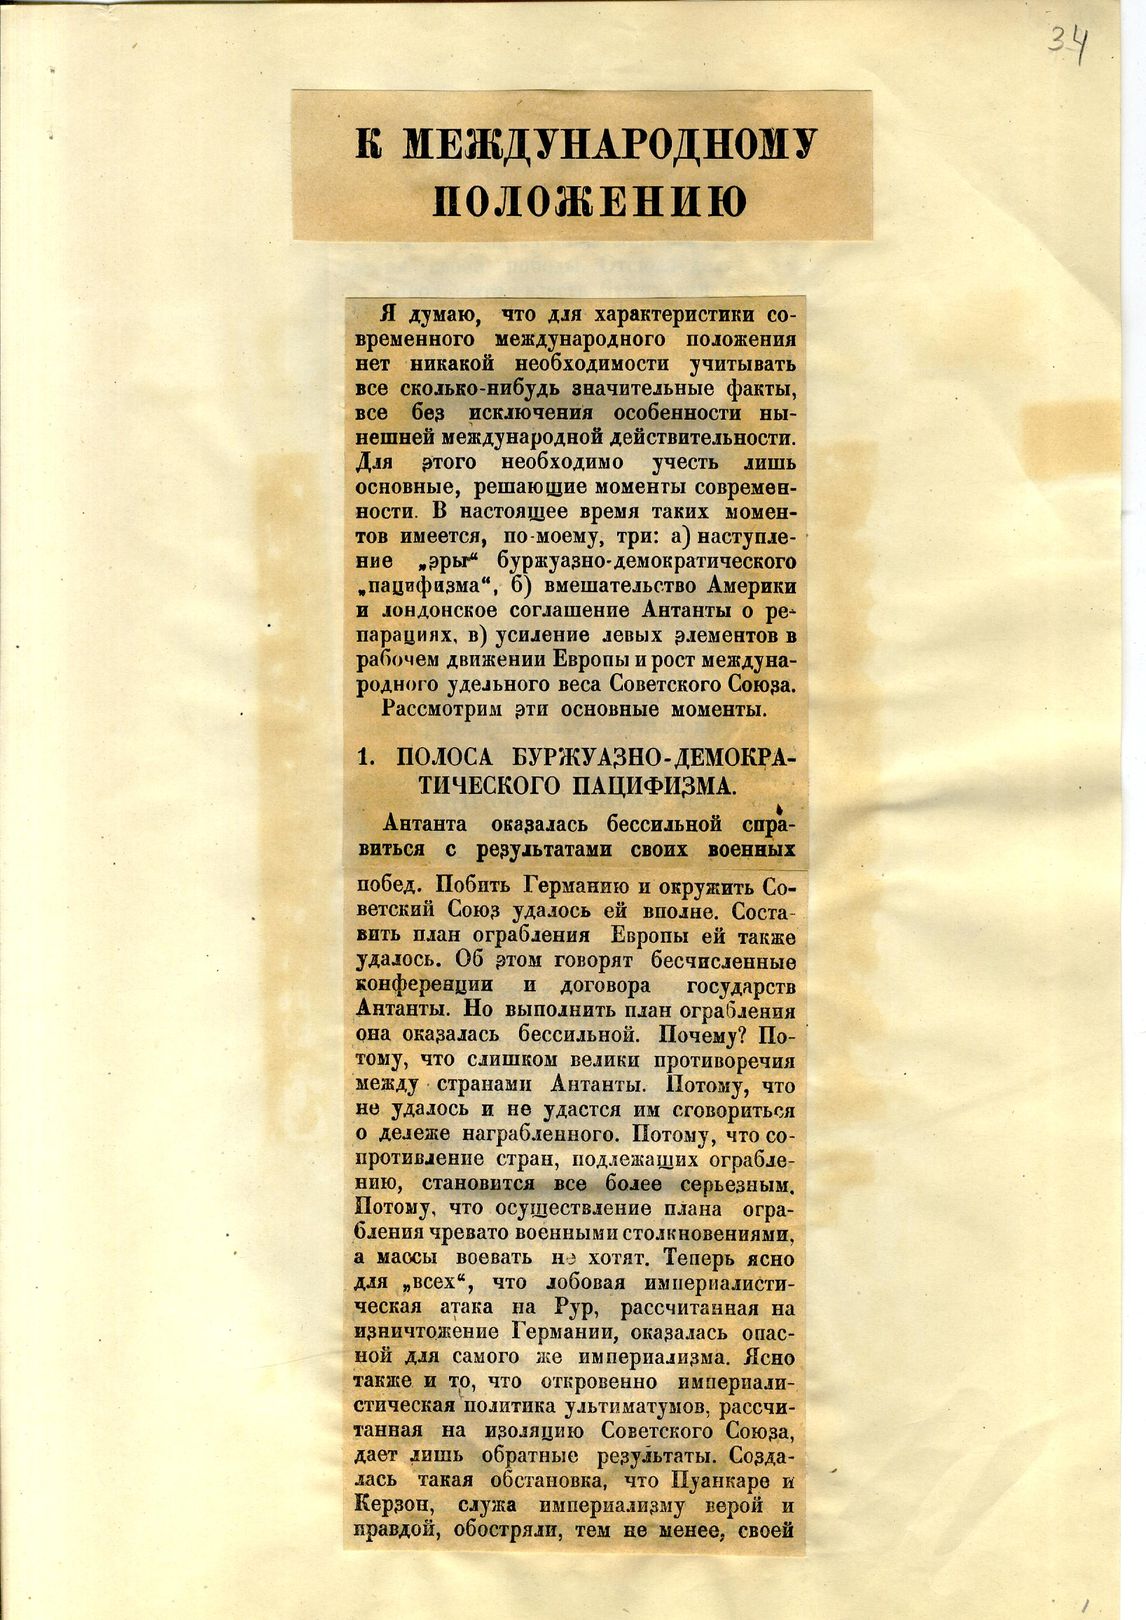 34
К МЕЖДУНАРОДНОМУ
ПОЛОЖЕНИЮ
Я думаю, что для характеристики со-
временного международного положения
нет никакой необходимости учитывать
все сколько-нибудь значительные факты,
все без исключения особенности ны-
нешней международной действительности.
Для этого необходимо учесть лишь
основные, решающие моменты современ-
ности. В настоящее время таких момен-
тов имеется, по-моему, три: а) наступле-
ние „эры“ буржуазно-демократического
„пацифизма“, б) вмешательство Америки
и лондонское соглашение Антанты о ре-
парациях, в) усиление левых элементов в
рабочем движении Европы и рост междуна-
родного удельного веса Советского Союза.
Рассмотрим эти основные моменты.
1. ПОЛОСА БУРЖУАЗНО-ДЕМОКРА-
ТИЧЕСКОГО ПАЦИФИЗМА.
Антанта оказалась бессильной спра-
виться с результатами своих военных
побед. Побить Германию и окружить Со-
ветский Союз удалось ей вполне. Соста-
вить план ограбления Европы ей также
удалось. Об этом говорят бесчисленные
конференции и договора государств
Антанты. Но выполнить план ограбления
она оказалась бессильной. Почему? По-
тому, что слишком велики противоречия
между странами Антанты. Потому, что
не удалось и не удастся им сговориться
о дележе награбленного. Потому, что со-
противление стран, подлежащих ограбле-
нию, становится все более серьезным.
Потому, что осуществление плана огра-
бления чревато военными столкновениями,
а массы воевать не хотят. Теперь ясно
для „всех“, что лобовая империалисти-
ческая атака на Рур, рассчитанная на
изничтожение Германии, оказалась опас-
ной для самого же империализма. Ясно
также и то, что откровенно империали-
стическая политика ультиматумов, рассчи-
танная на изоляцию Советского Союза,
дает лишь обратные результаты. Созда-
лась такая обстановка, что Пуанкаре и
Керзон, служа империализму верой и
правдой, обостряли, тем не менее, своей